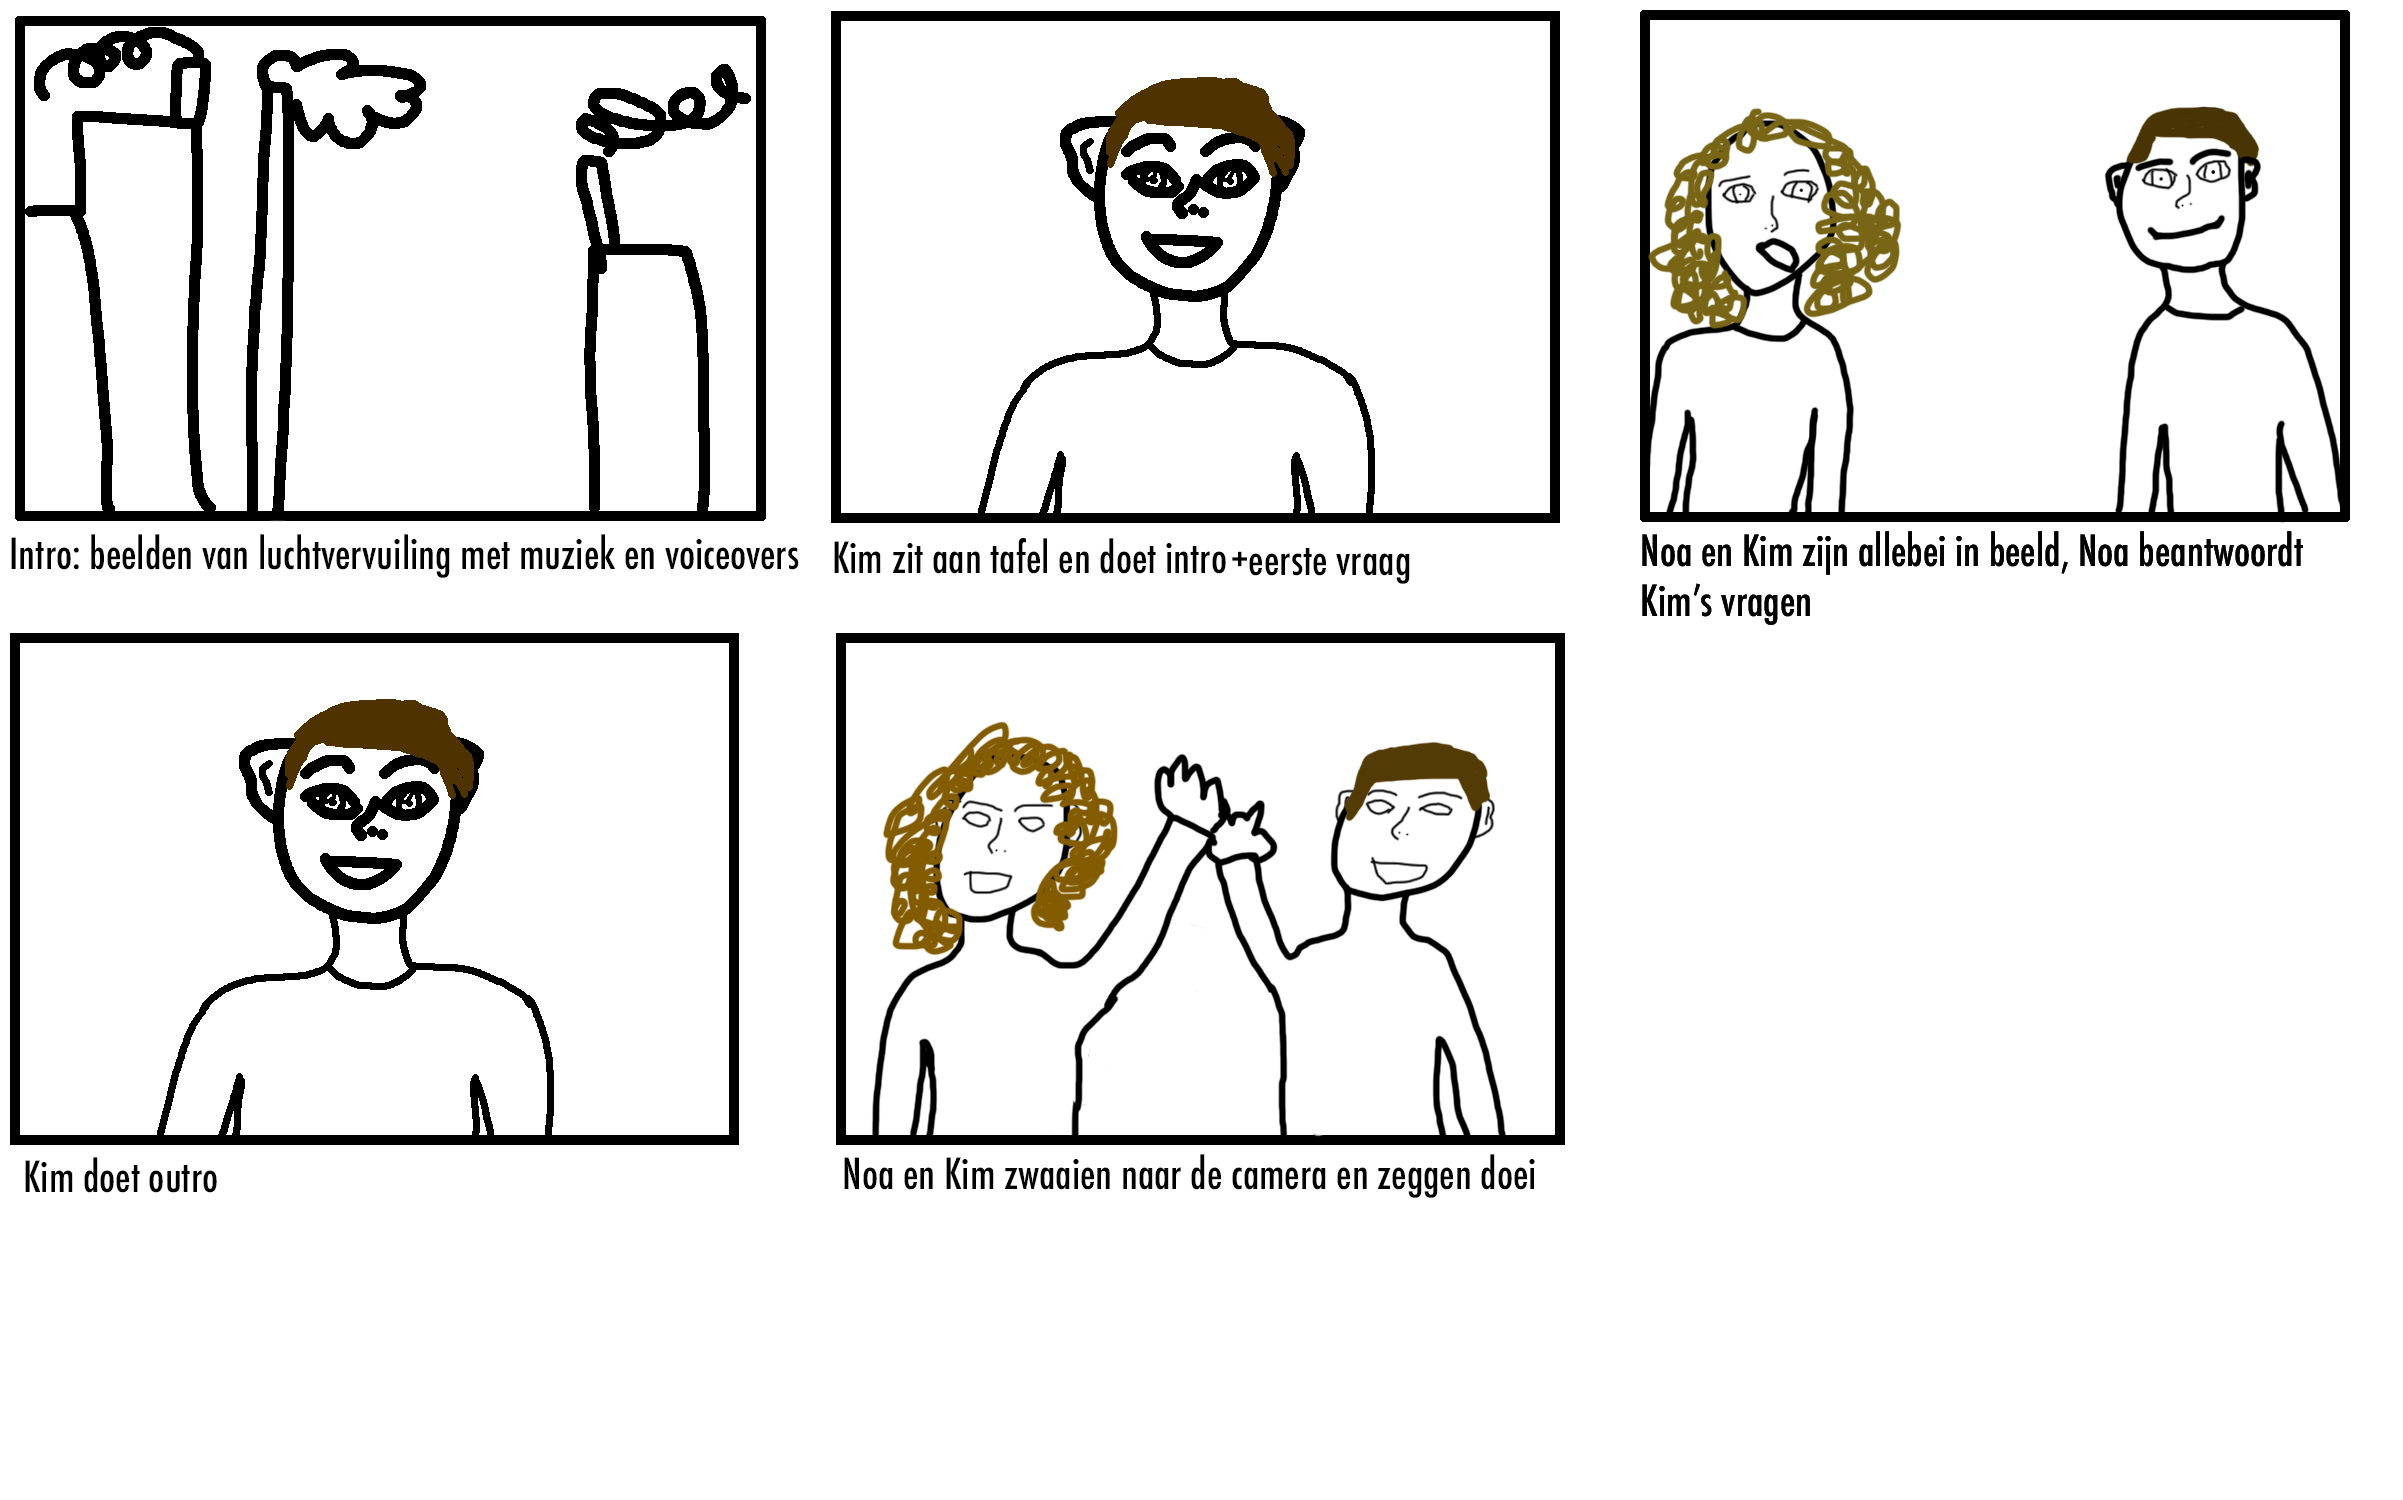 Intro: beelden van luchtvervuiling met muziek en voiceovers
Kim zit aan tafel en doet intro +eerste vraag
Noa en Kim zijn allebei in beeld, Noa beantwoordt
Kim's vragen
Kim doet outro
Noa en Kim zwaaien naar de camera en zeggen doei